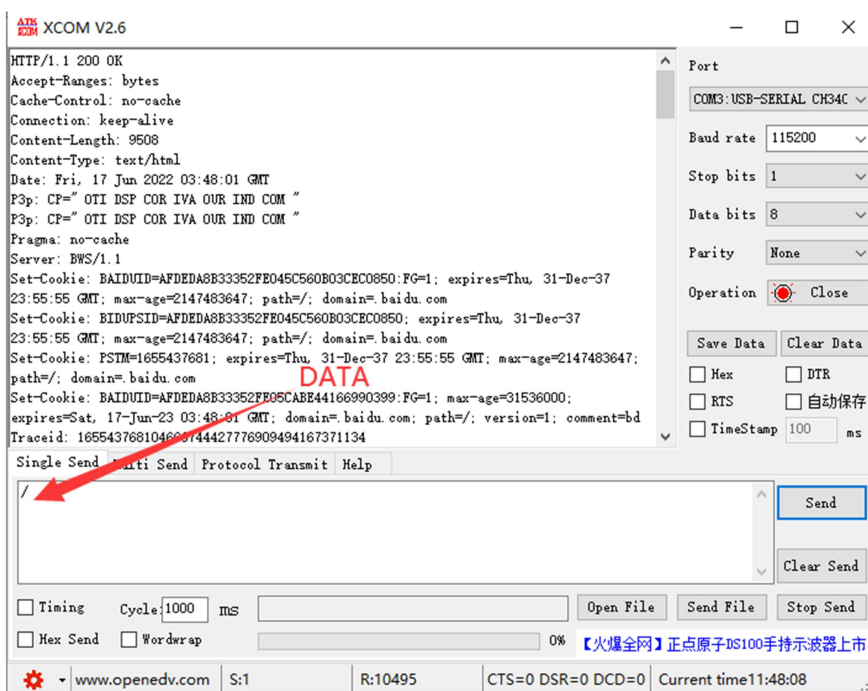 XCOM V2.6
HTTP/1.1 200 OK
Accept-Ranges: bytes
Cache-Control: no-cache
Connection: keep-alive
Content-Length: 9508
Content-Type: text/html
Date: Fri, 17 Jun 2022 03:48:01 GMT
P3p: CP=" OTI DSP COR IVA OUR IND COM "
P3p: CP=" OTI DSP COR IVA OUR IND COM "
Pragma: no-cache
Server: BWS/1.1
Set-Cookie: BAIDUID=AFDEDA8B33352FE045C560B03CEC0850:FG=1; expires=Thu, 31-Dec-37
23:55:55 GMT; max-age=2147483647; path=/; domain=.baidu.com
Set-Cookie: BIDUPSID=AFDEDA8B33352FE045C560B03CEC0850; expires=Thu, 31-Dec-37
23:55:55 GMT; max-age=2147483647; path=/; domain=.baidu.com
Set-Cookie: PSTM=1655437681; expires=Thu, 31-Dec-37 23:55:55 GMT; max-age=2147483647;
path=/; domain=.baidu.com
DATA
Set-Cookie: max-age=31536000;
expires=Sat, 17-Jun-23 GMT; domain=.baidu.com; path=/; version=1; comment=bd
Traceid:
Port
COM3:USB-SERIAL CH34C
Baud rate 115200
Stop bits 1
Data bits 8
Parity None
Operation Close
Save Data Clear Data
Hex DTR
RTS 自动保存
TimeStamp 100 ms
Single Send Multi Send Protocol Transmit Help
/
Send
Clear Send
Timing Cycle: 1000 ms Open File Send File Stop Send
Hex Send Wordwrap 0% 【火爆全网】正点原子DS100手持示波器上市
www.openedv.com S:1 R:10495 CTS=0 DSR=0 DCD=0 Current time11:48:08